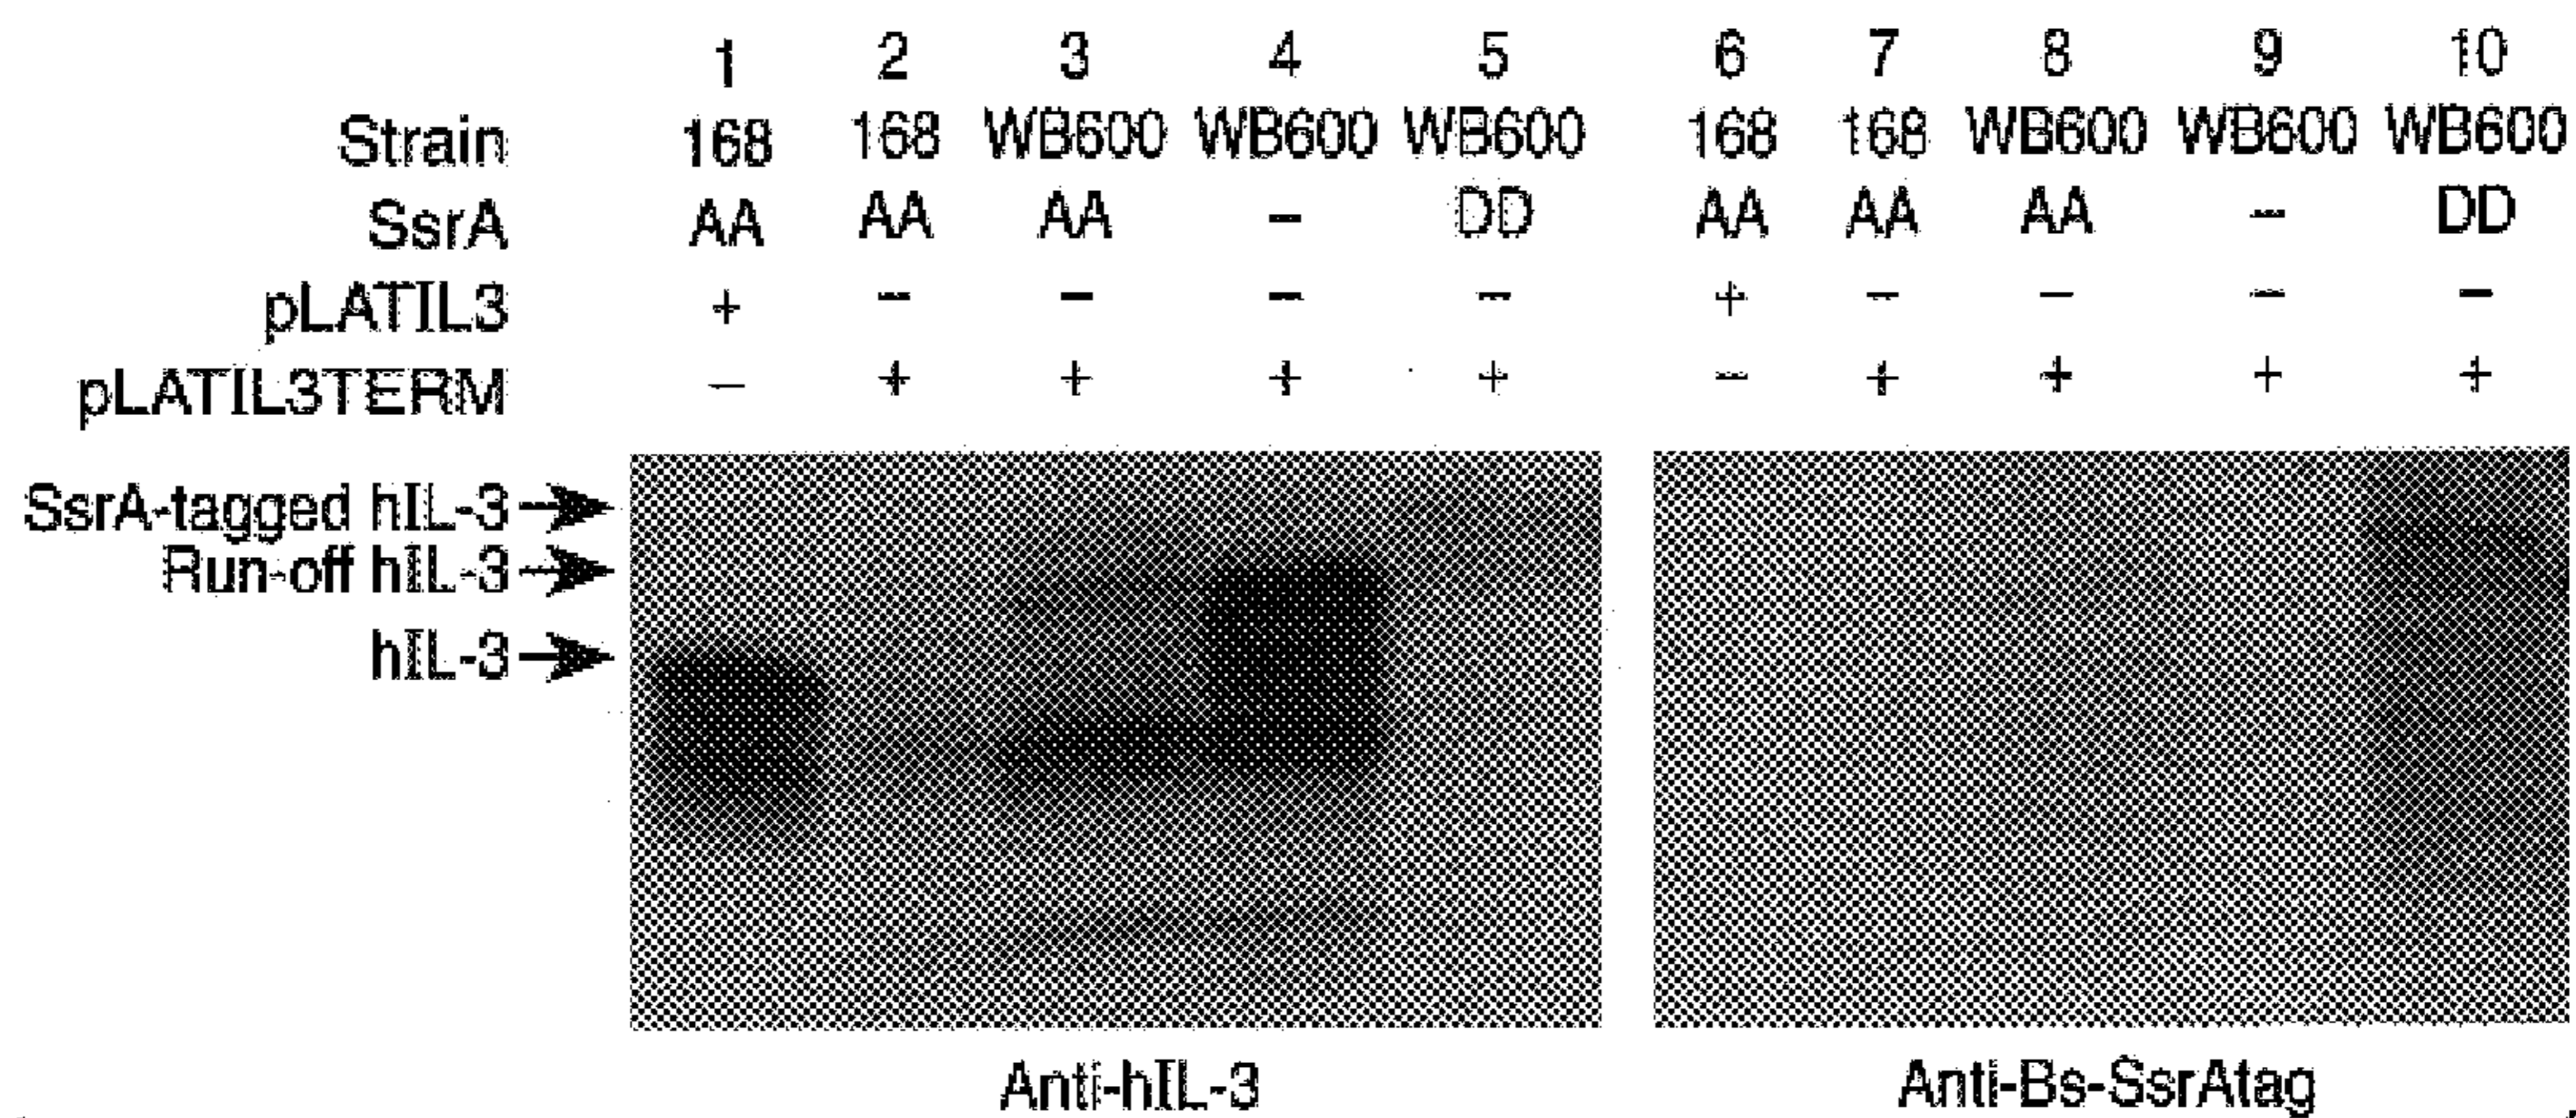 1 2 3 4 5 6 7 8 9 10
Strain 168 168 WB600 WB600 WB600 168 168 WB600 WB600 WB600
SsrA AA AA AA - DD AA AA AA - DD
pLATIL3 + - - - - + - - - -
pLATIL3TERM - + + + + - + + + +
SsrA-tagged hIL-3
Run-off hIL-3
hIL-3
Anti-hIL-3 Anti-Bs-SsrAtag